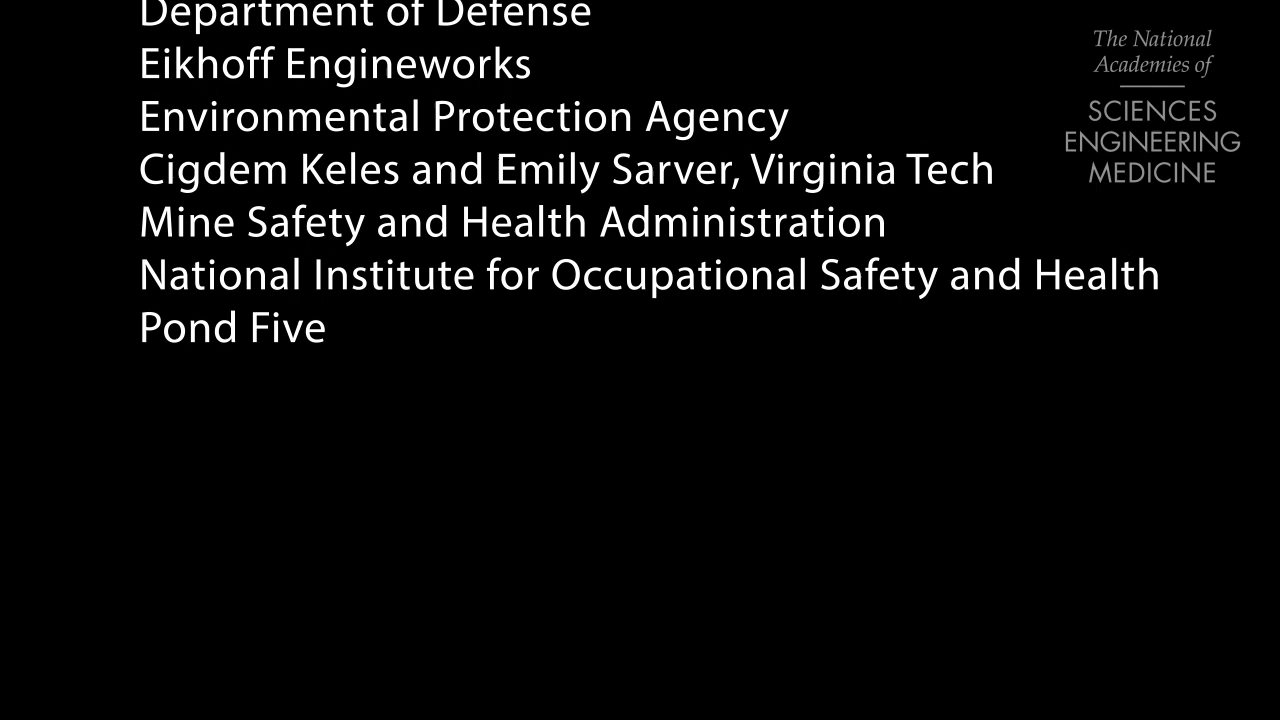 Department of Defense
Eikhoff Engineworks
Environmental Protection Agency
Cigdem Keles and Emily Sarver, Virginia Tech
Mine Safety and Health Administration
National Institute for Occupational Safety and Health
Pond Five
The National
Academies of
SCIENCES
ENGINEERING
MEDICINE